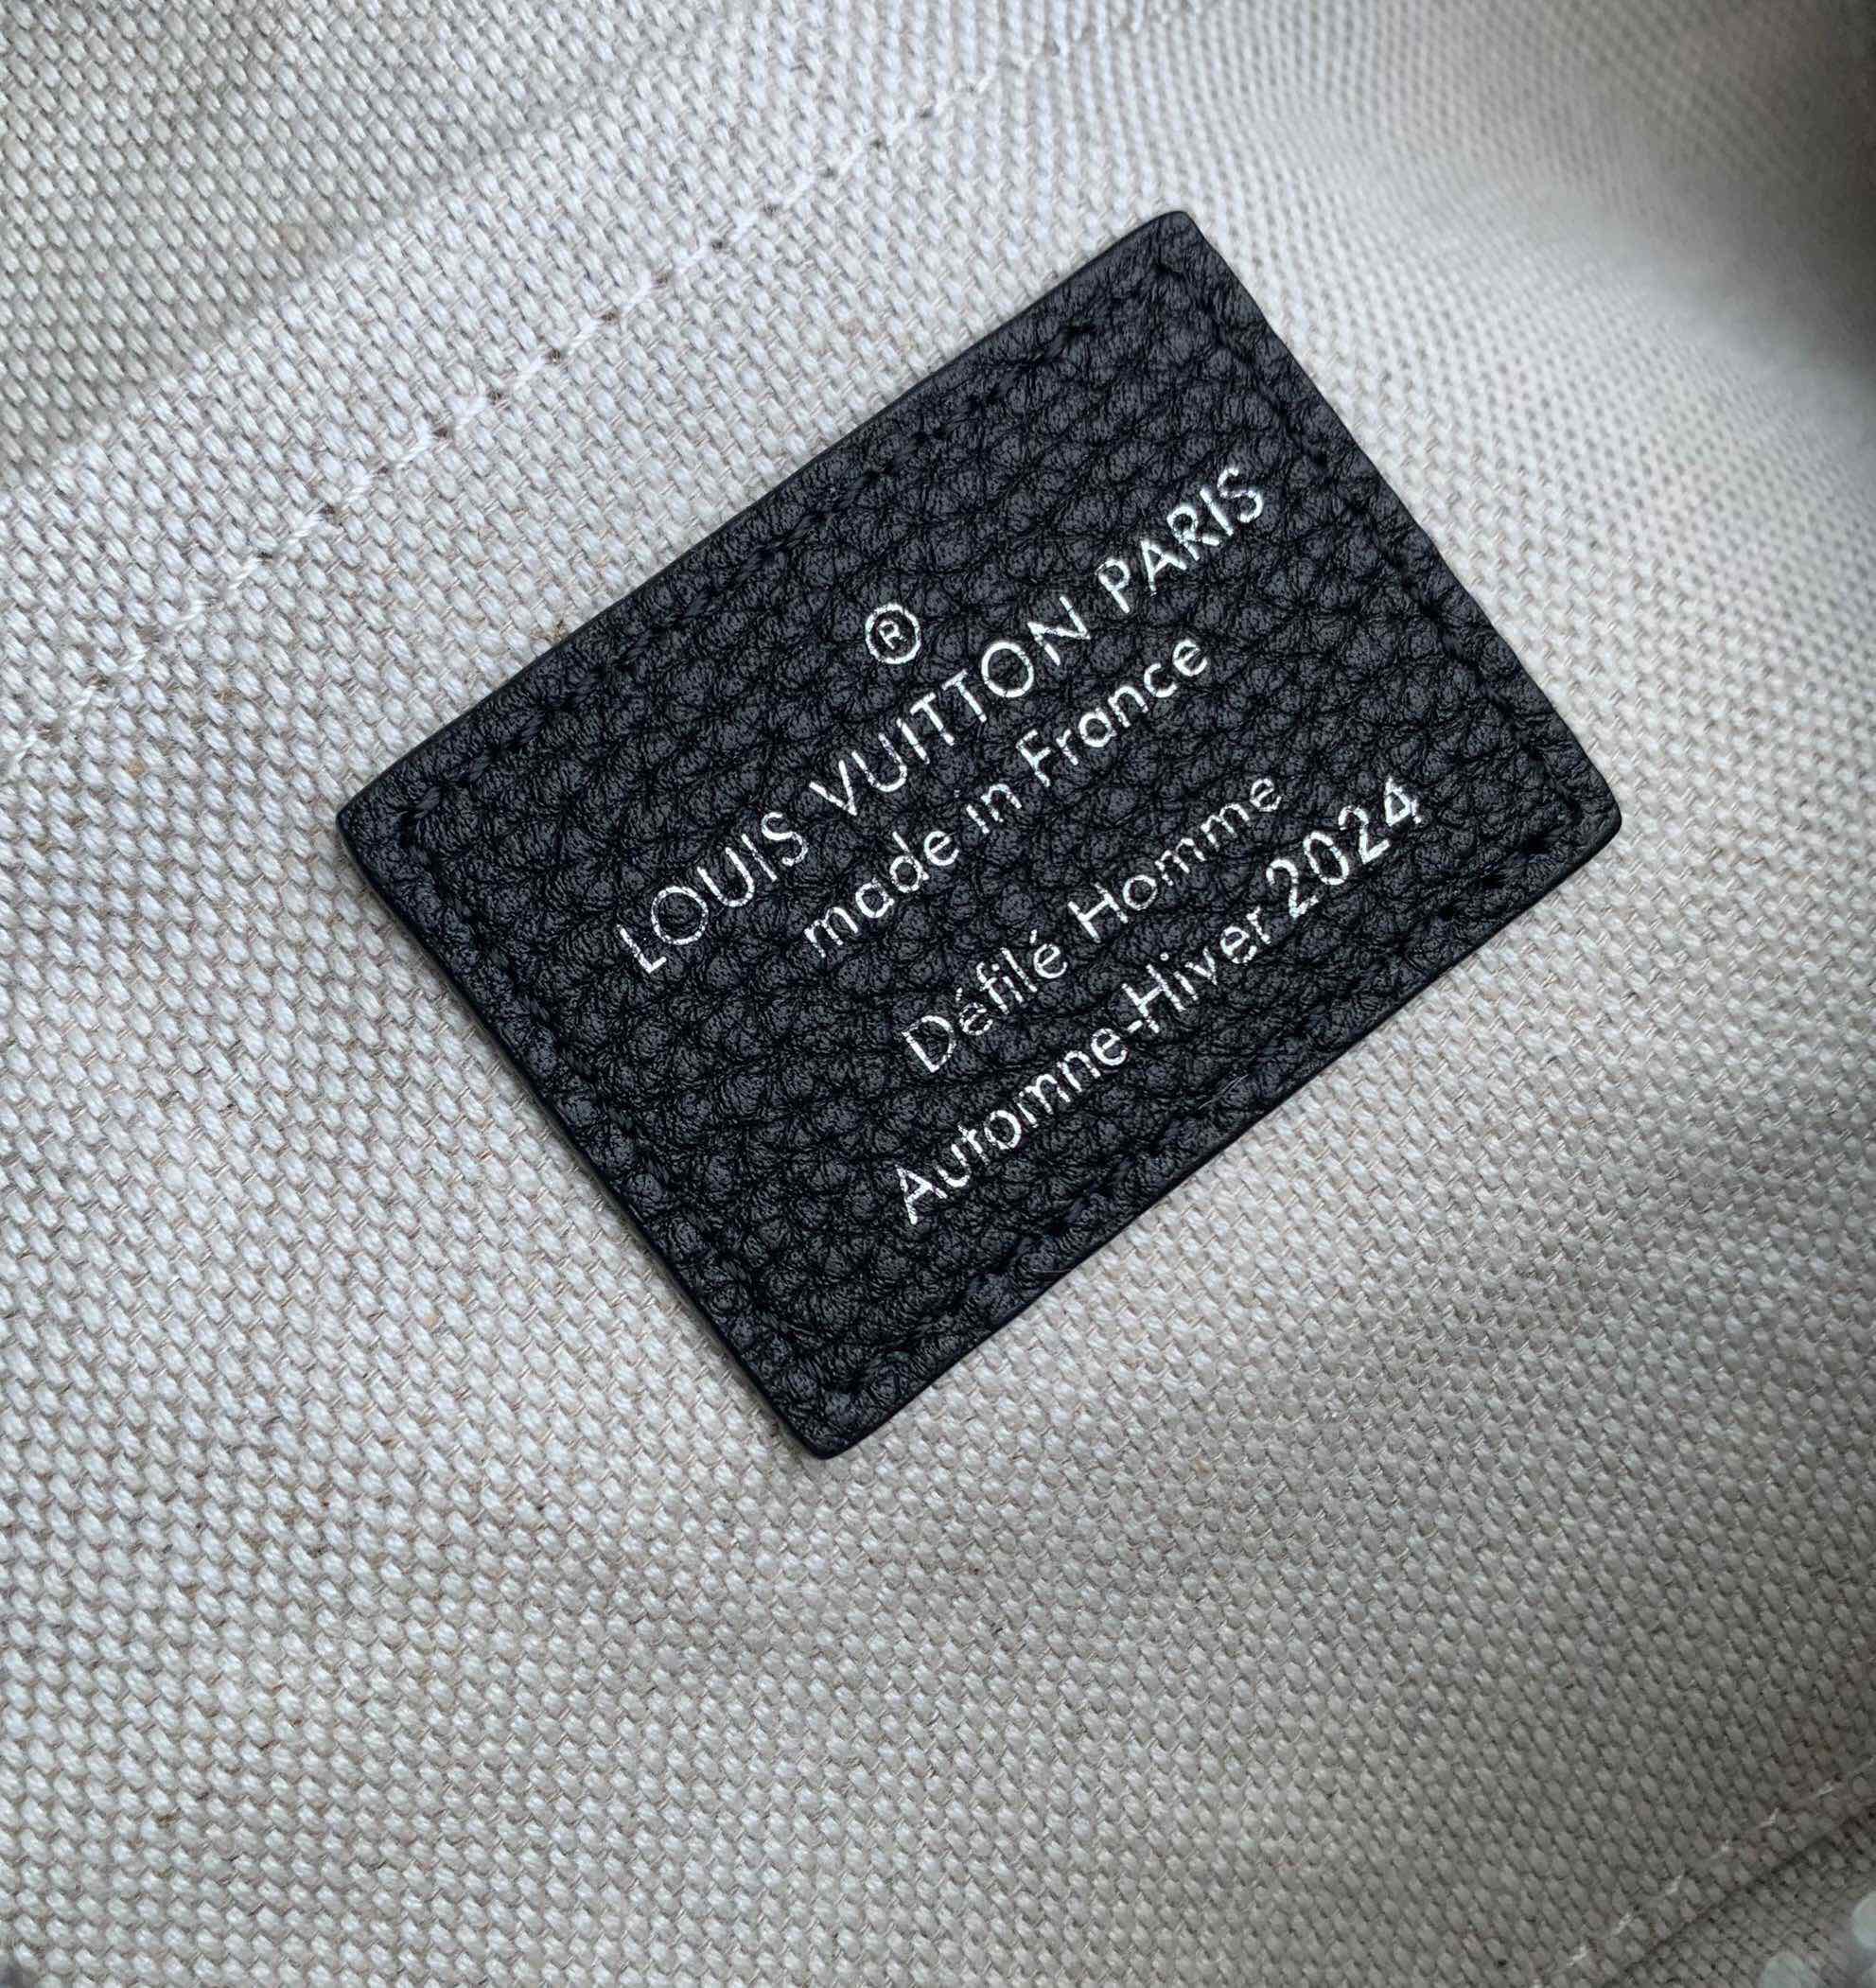 ®
LOUIS VUITTON PARIS
made in France
Défilé Homme
Automne-Hiver 2024